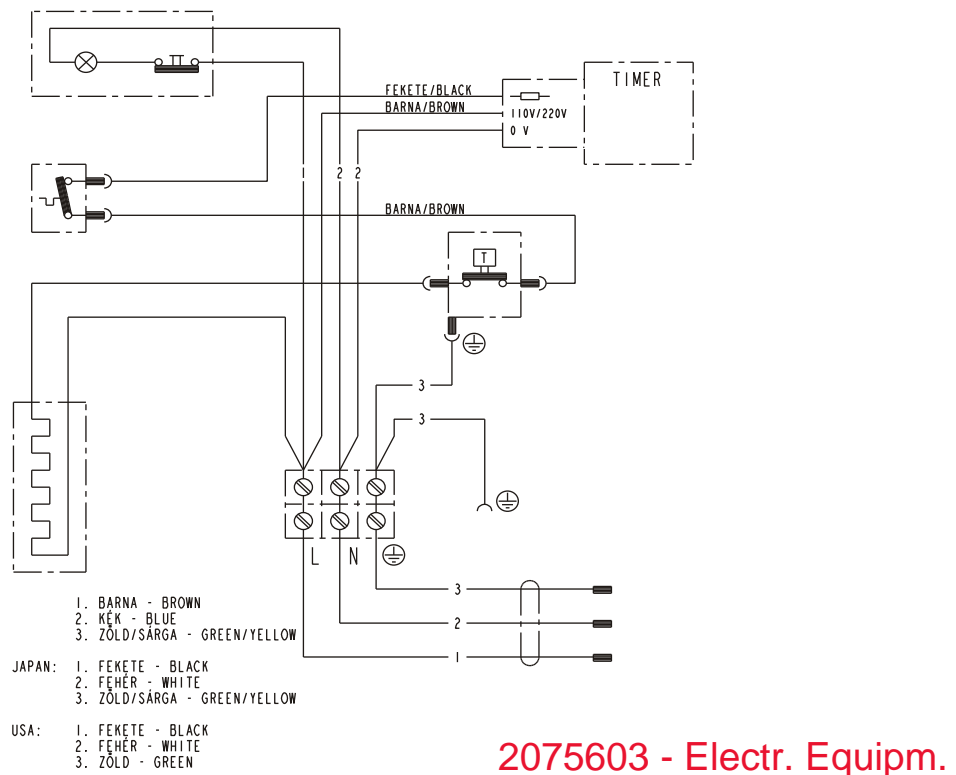 TIMER
FEKETE/BLACK
BARNA/BROWN
110V/220V
0 V
1
2
2
BARNA/BROWN
T
3
3
L
N
3
2
1
1. BARNA - BROWN
2. KÉK - BLUE
3. ZÖLD/SÁRGA - GREEN/YELLOW
JAPAN: 1. FEKETE - BLACK
2. FEHÉR - WHITE
3. ZÖLD/SÁRGA - GREEN/YELLOW
USA: 1. FEKETE - BLACK
2. FEHÉR - WHITE
3. ZÖLD - GREEN
2075603 - Electr. Equipm.